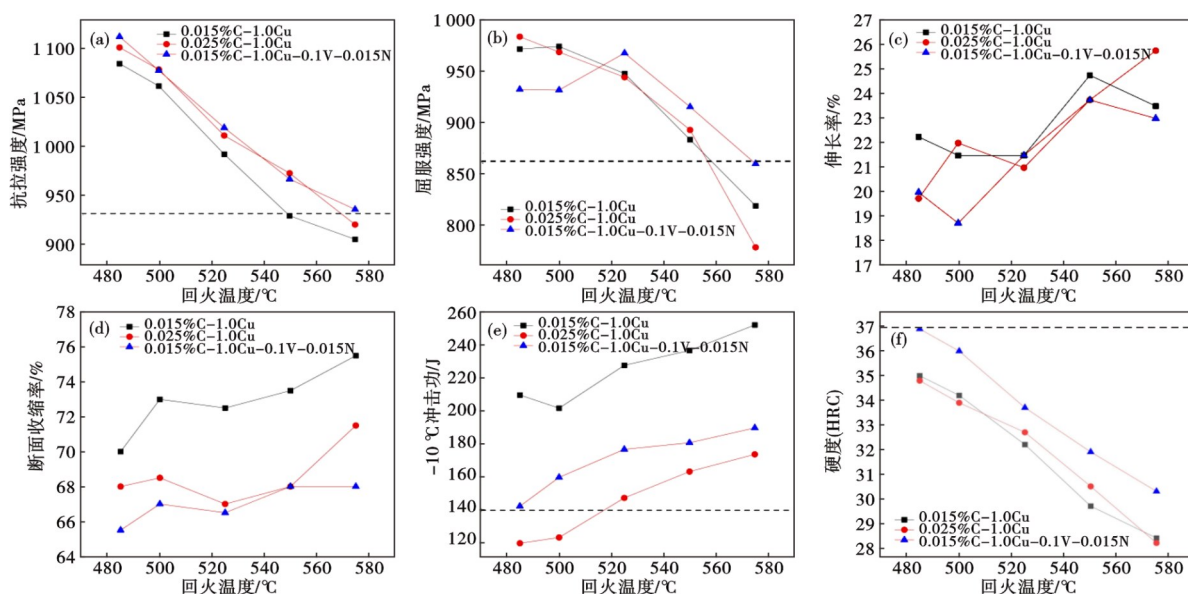 (a)
0.015%C-1.0Cu
0.025%C-1.0Cu
0.015%C-1.0Cu-0.1V-0.015N
抗拉强度/MPa
1 100
1 050
1 000
950
900
480 500 520 540 560 580
回火温度/℃
(b)
0.015%C-1.0Cu
0.025%C-1.0Cu
0.015%C-1.0Cu-0.1V-0.015N
屈服强度/MPa
1 000
950
900
850
800
480 500 520 540 560 580
回火温度/℃
(c)
0.015%C-1.0Cu
0.025%C-1.0Cu
0.015%C-1.0Cu-0.1V-0.015N
伸长率/%
27
26
25
24
23
22
21
20
19
18
17
480 500 520 540 560 580
回火温度/℃
(d)
0.015%C-1.0Cu
0.025%C-1.0Cu
0.015%C-1.0Cu-0.1V-0.015N
断面收缩率/%
78
76
74
72
70
68
66
64
480 500 520 540 560 580
回火温度/℃
(e)
0.015%C-1.0Cu
0.025%C-1.0Cu
0.015%C-1.0Cu-0.1V-0.015N
-10 ℃冲击功/J
260
240
220
200
180
160
140
120
480 500 520 540 560 580
回火温度/℃
(f)
0.015%C-1.0Cu
0.025%C-1.0Cu
0.015%C-1.0Cu-0.1V-0.015N
硬度(HRC)
37
36
35
34
33
32
31
30
29
28
480 500 520 540 560 580
回火温度/℃